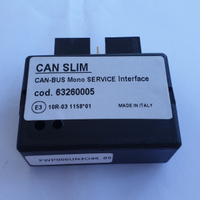 CAN SLIM
CAN-BUS Mono SERVICE Interface
cod. 63260005
E3 10R-03 1158*01 MADE IN ITALY